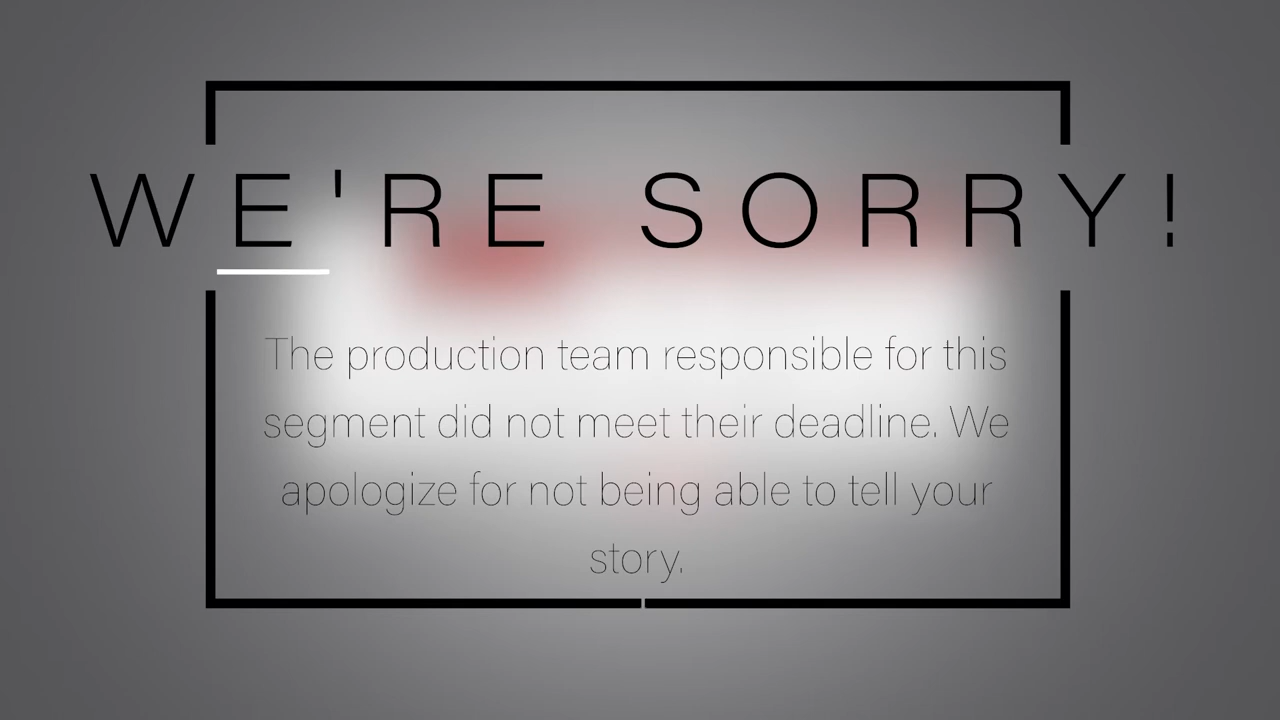 WE'RE SORRY!
The production team responsible for this
segment did not meet their deadline. We
apologize for not being able to tell your
story.